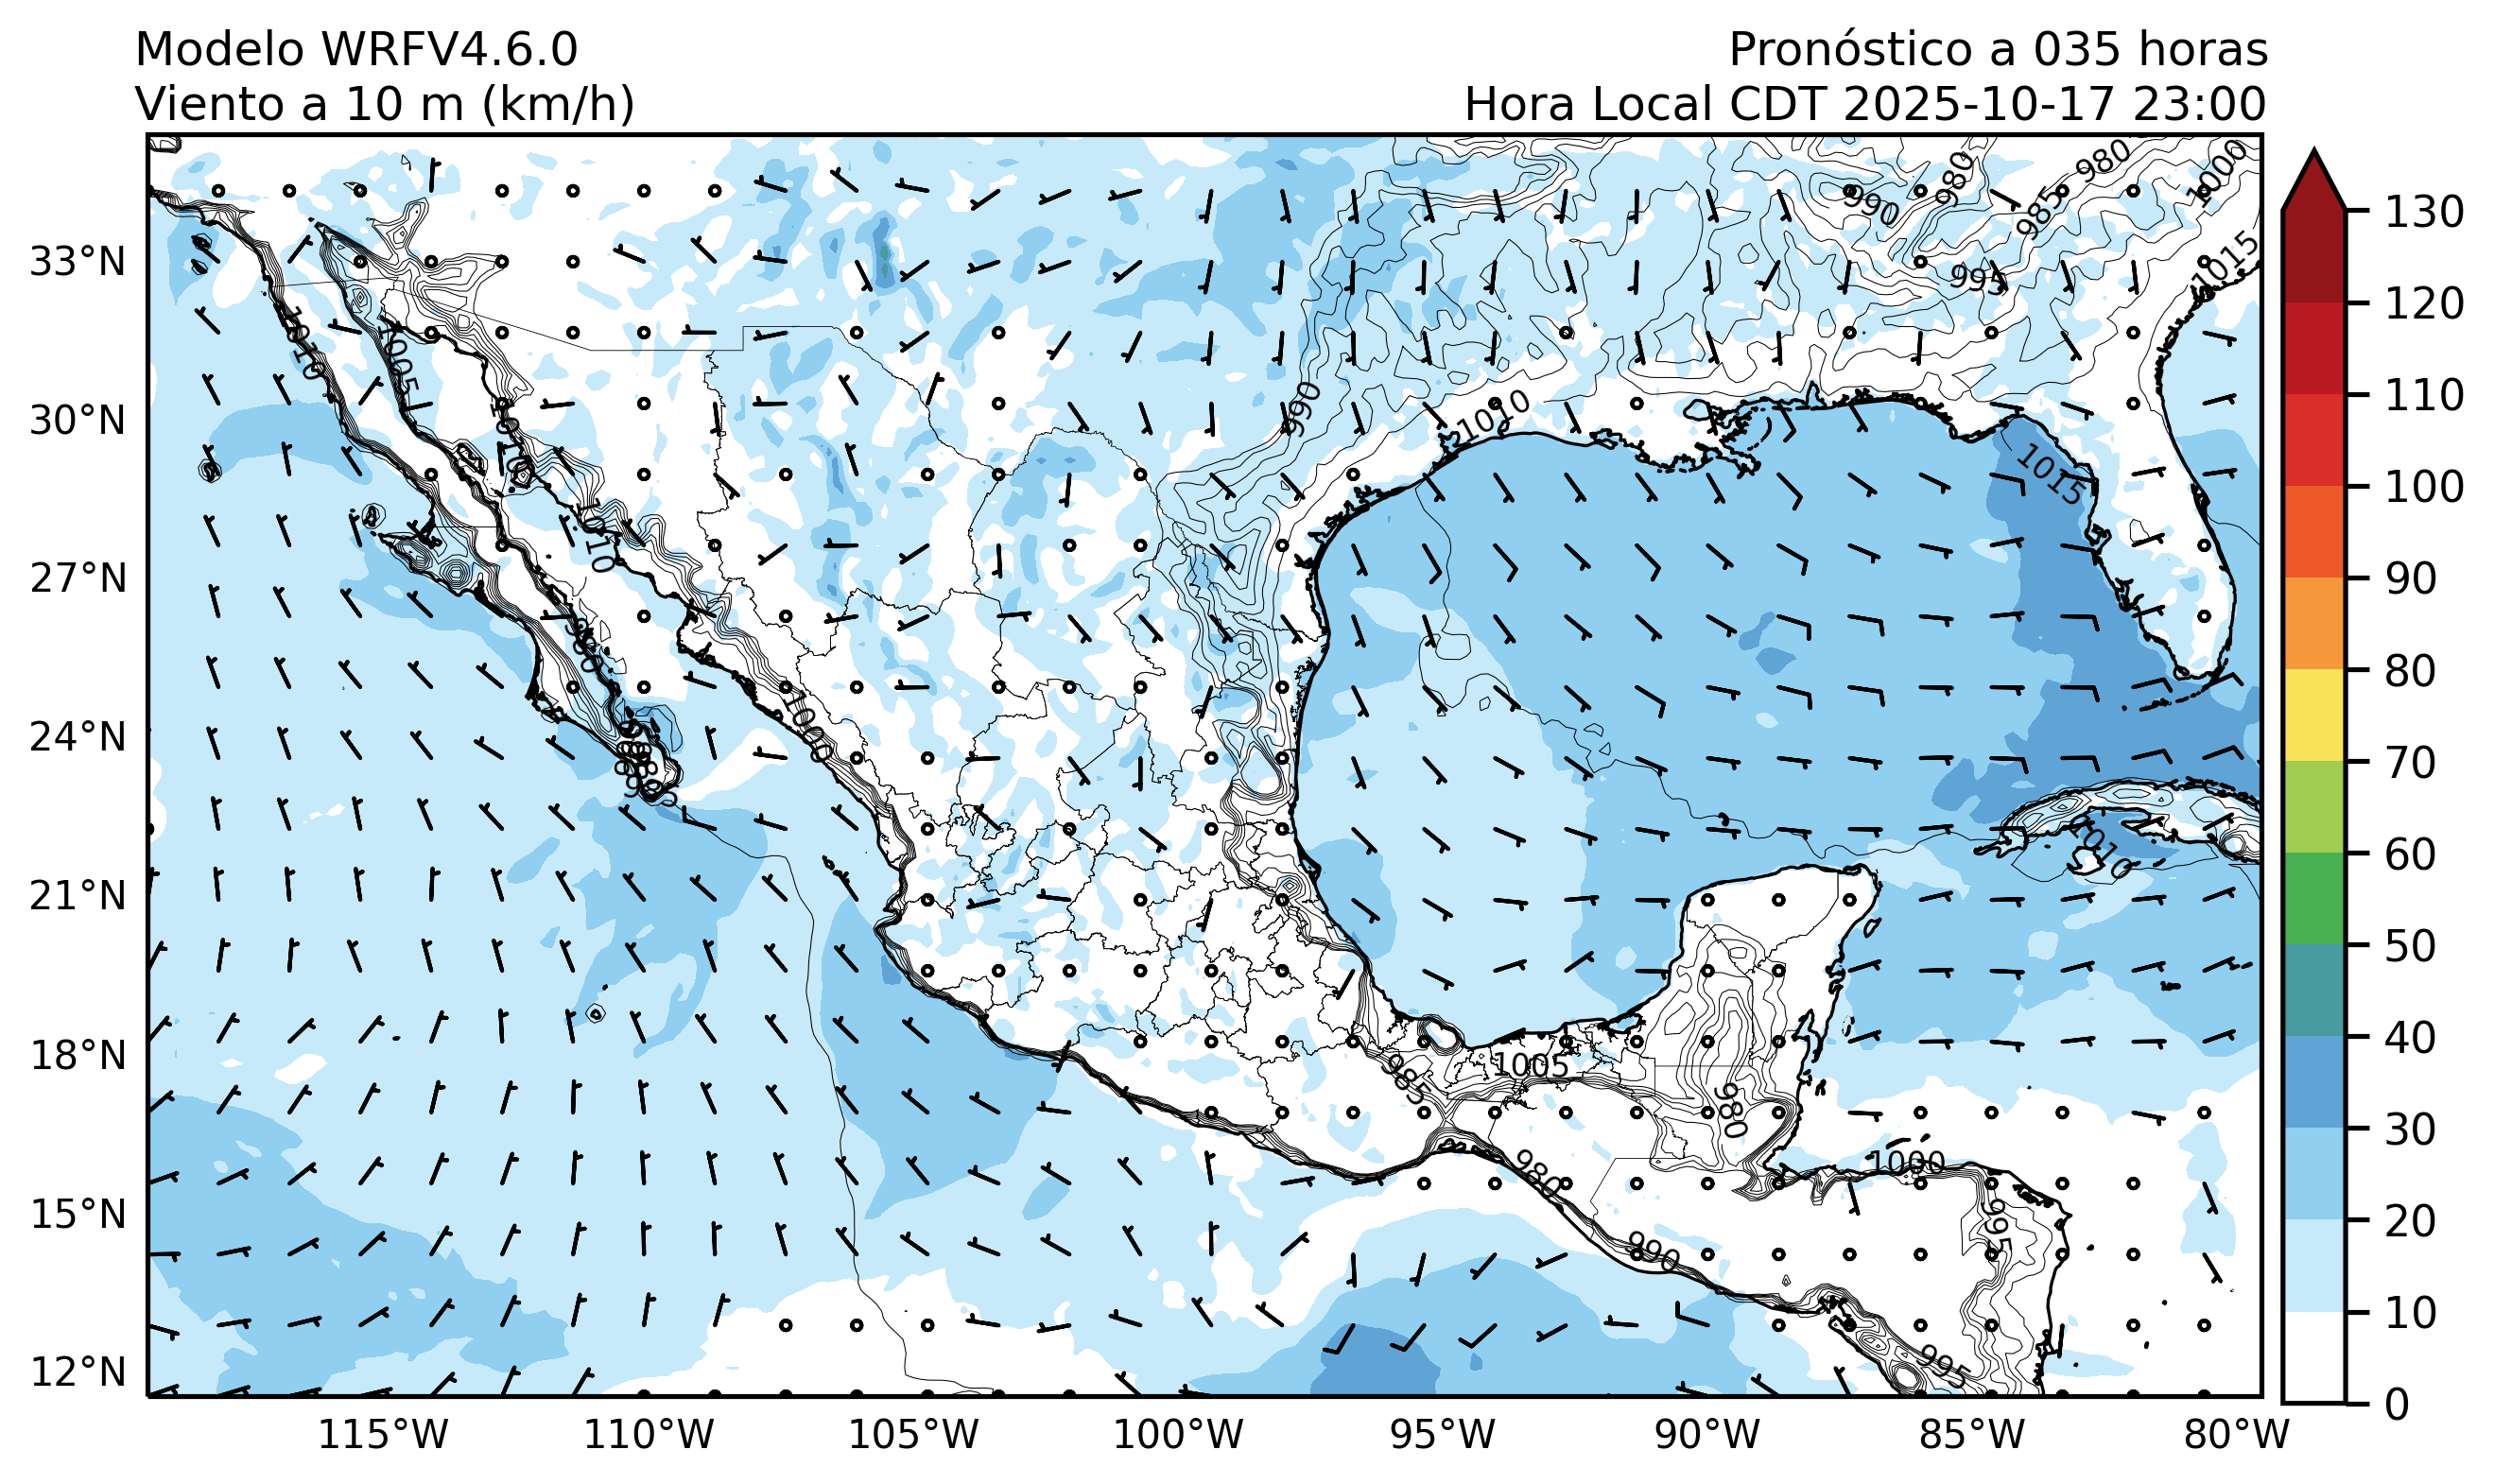 Modelo WRFV4.6.0
Pronóstico a 035 horas
Viento a 10 m (km/h)
Hora Local CDT 2025-10-17 23:00
33°N
30°N
27°N
24°N
21°N
18°N
15°N
12°N
115°W
110°W
105°W
100°W
95°W
90°W
85°W
80°W
130
120
110
100
90
80
70
60
50
40
30
20
10
0
980
980
1000
990
985
995
1015
1010
1005
990
1010
1010
1015
1010
1000
1010
985
1005
980
980
1000
990
995
995